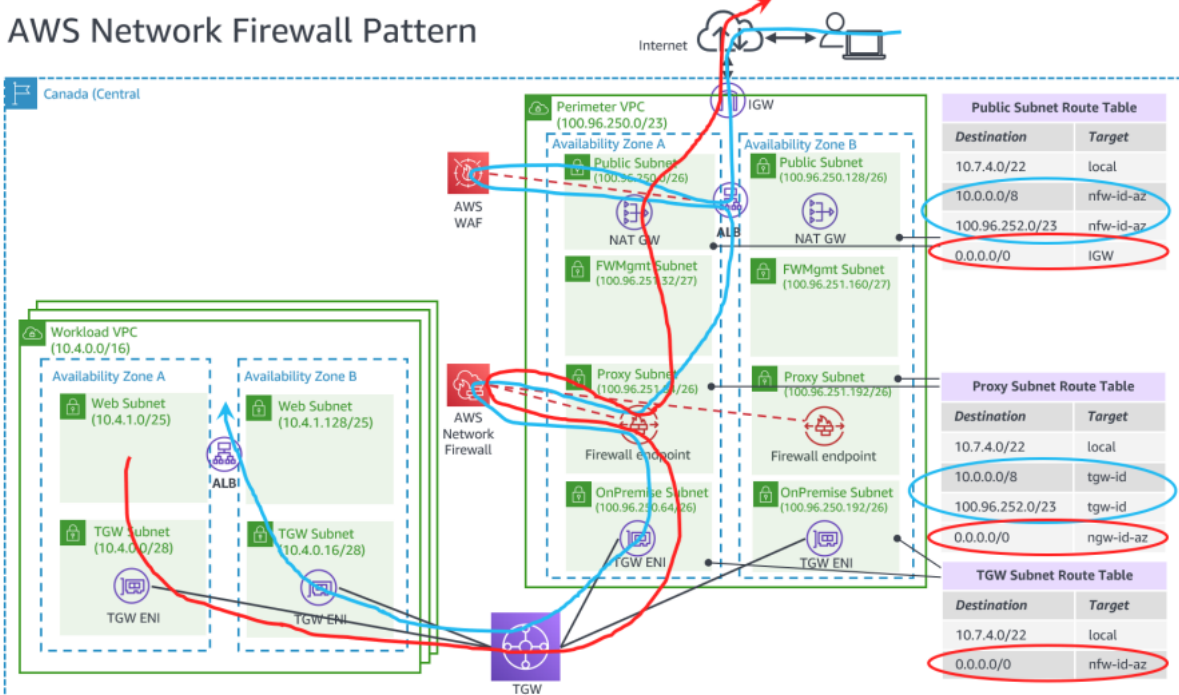 AWS Network Firewall Pattern
Internet
Canada (Central
IGW
Perimeter VPC
(100.96.250.0/23)
Availability Zone A
Public Subnet
(100.96.250.0/26)
NAT GW
FWMgmt Subnet
(100.96.251.32/27)
Proxy Subnet
Firewall endpoint
OnPremise Subnet
(100.96.250.64/26)
TGW ENI
Availability Zone B
Public Subnet
(100.96.250.128/26)
NAT GW
FWMgmt Subnet
(100.96.251.160/27)
Proxy Subnet
(100.96.251.192/26)
Firewall endpoint
OnPremise Subnet
(100.96.250.192/26)
TGW ENI
ALB
AWS
WAF
AWS
Network
Firewall
Workload VPC
(10.4.0.0/16)
Availability Zone A
Web Subnet
(10.4.1.0/25)
TGW Subnet
(10.4.0.0/28)
TGW ENI
Availability Zone B
Web Subnet
(10.4.1.128/25)
TGW Subnet
(10.4.0.16/28)
TGW ENI
ALB
TGW
Public Subnet Route Table
Destination Target
10.7.4.0/22 local
10.0.0.0/8 nfw-id-az
100.96.252.0/23 nfw-id-az
0.0.0.0/0 IGW
Proxy Subnet Route Table
Destination Target
10.7.4.0/22 local
10.0.0.0/8 tgw-id
100.96.252.0/23 tgw-id
0.0.0.0/0 ngw-id-az
TGW Subnet Route Table
Destination Target
10.7.4.0/22 local
0.0.0.0/0 nfw-id-az